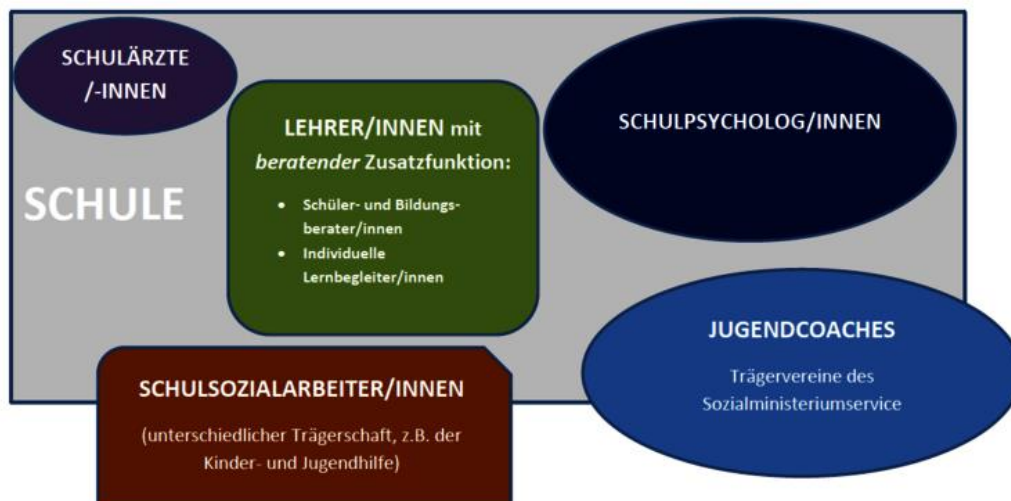 SCHULÄRZTE
/-INNEN
LEHRER/INNEN mit
beratender Zusatzfunktion:
• Schüler- und Bildungs-
berater/innen
• Individuelle
Lernbegleiter/innen
SCHULPSYCHOLOG/INNEN
SCHULE
JUGENDCOACHES
Trägervereine des
Sozialministeriumservice
SCHULSOZIALARBEITER/INNEN
(unterschiedlicher Trägerschaft, z.B. der
Kinder- und Jugendhilfe)